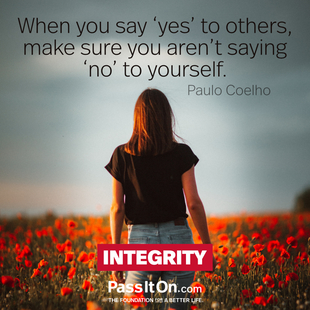 When you say ‘yes’ to others,
make sure you aren’t saying
‘no’ to yourself.
Paulo Coelho
INTEGRITY
PassItOn.com
THE FOUNDATION FOR A BETTER LIFE